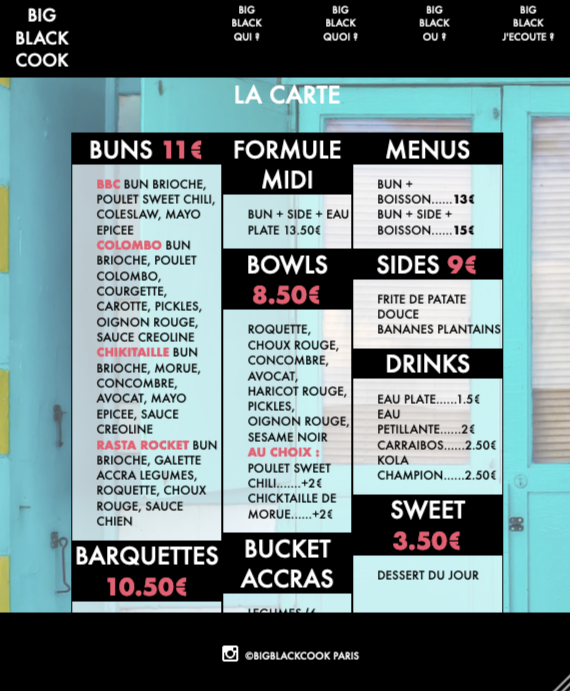 BIG
BLACK
COOK
BIG
BLACK
QUI ?
BIG
BLACK
QUOI ?
BIG
BLACK
OU ?
BIG
BLACK
J'ECOUTE ?
LA CARTE
BUNS 11€
BBC BUN BRIOCHE,
POULET SWEET CHILI,
COLESLAW, MAYO
EPICEE
COLOMBO BUN
BRIOCHE, POULET
COLOMBO,
COURGETTE,
CAROTTE, PICKLES,
OIGNON ROUGE,
SAUCE CREOLINE
CHIKITAILLE BUN
BRIOCHE, MORUE,
CONCOMBRE,
AVOCAT, MAYO
EPICEE, SAUCE
CREOLINE
RASTA ROCKET BUN
BRIOCHE, GALETTE
ACCRA LEGUMES,
ROQUETTE, CHOUX
ROUGE, SAUCE
CHIEN
BARQUETTES
10.50€
FORMULE
MIDI
BUN + SIDE + EAU
PLATE 13.50€
BOWLS
8.50€
ROQUETTE,
CHOUX ROUGE,
CONCOMBRE,
AVOCAT,
HARICOT ROUGE,
PICKLES,
OIGNON ROUGE,
SESAME NOIR
AU CHOIX :
POULET SWEET
CHILI.......+2€
CHICKTAILLE DE
MORUE......+2€
BUCKET
ACCRAS
LEGUMES (6
MENUS
BUN +
BOISSON......13€
BUN + SIDE +
BOISSON......15€
SIDES 9€
FRITE DE PATATE
DOUCE
BANANES PLANTAINS
DRINKS
EAU PLATE......1.5€
EAU
PETILLANTE......2€
CARRAIBOS......2.50€
KOLA
CHAMPION......2.50€
SWEET
3.50€
DESSERT DU JOUR
©BIGBLACKCOOK PARIS